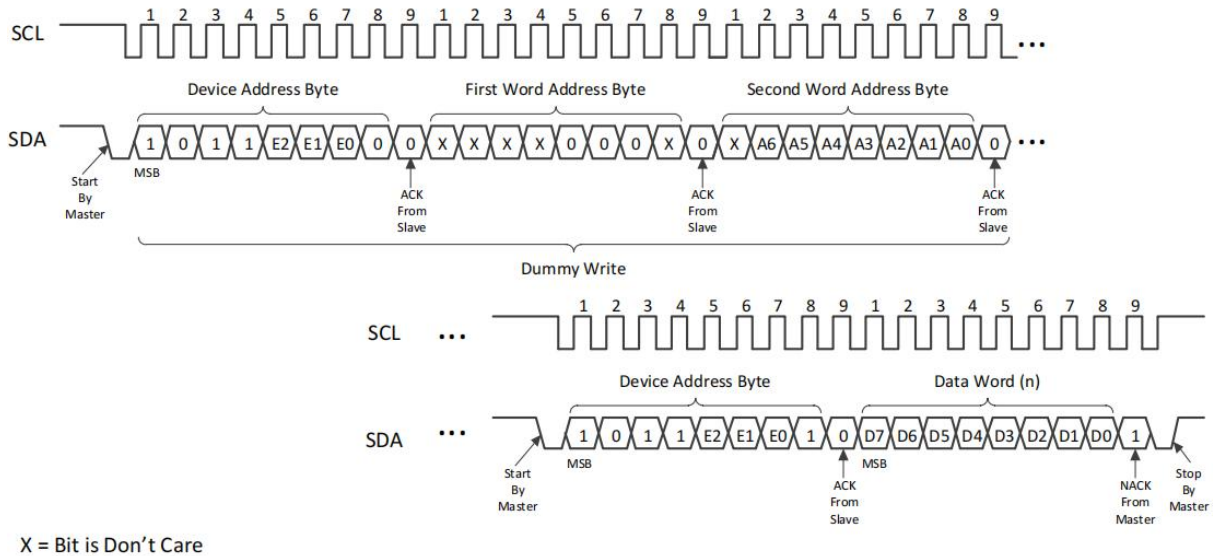 1 2 3 4 5 6 7 8 9 1 2 3 4 5 6 7 8 9 1 2 3 4 5 6 7 8 9
SCL ...
Device Address Byte First Word Address Byte Second Word Address Byte
SDA 1 0 1 1 E2 E1 E0 0 0 X X X X 0 0 0 X 0 X A6 A5 A4 A3 A2 A1 A0 0 ...
MSB
Start
By
Master
ACK
From
Slave
ACK
From
Slave
ACK
From
Slave
Dummy Write
1 2 3 4 5 6 7 8 9 1 2 3 4 5 6 7 8 9
SCL ...
Device Address Byte Data Word (n)
SDA ... 1 0 1 1 E2 E1 E0 1 0 D7 D6 D5 D4 D3 D2 D1 D0 1
MSB MSB
Start
By
Master
ACK
From
Slave
NACK
From
Master
Stop
By
Master
X = Bit is Don't Care